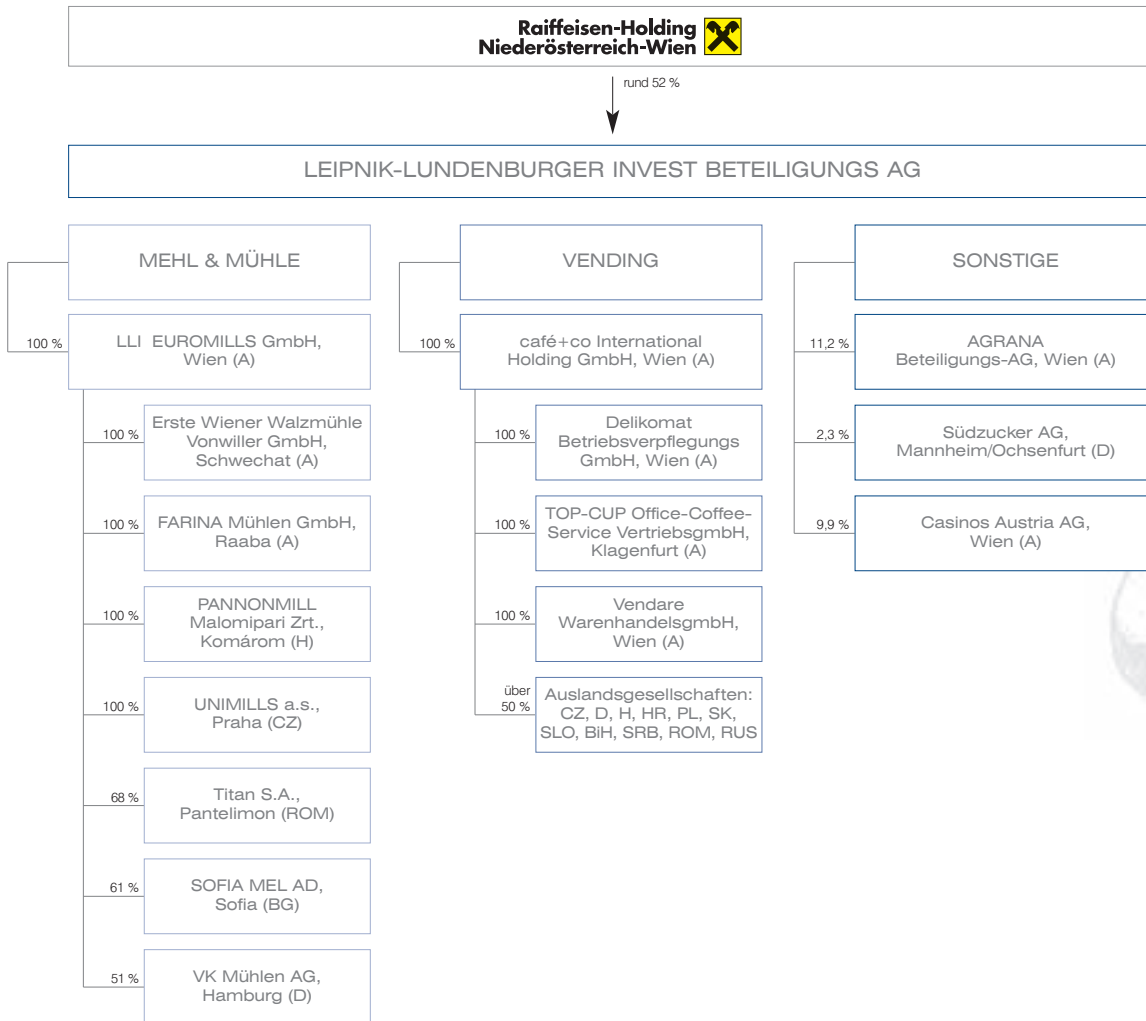 Raiffeisen-Holding
Niederösterreich-Wien
rund 52 %
LEIPNIK-LUNDENBURGER INVEST BETEILIGUNGS AG
MEHL & MÜHLE
100 %
LLI EUROMILLS GmbH,
Wien (A)
100 %
Erste Wiener Walzmühle
Vonwiller GmbH,
Schwechat (A)
100 %
FARINA Mühlen GmbH,
Raaba (A)
100 %
PANNONMILL
Malomipari Zrt.,
Komárom (H)
100 %
UNIMILLS a.s.,
Praha (CZ)
68 %
Titan S.A.,
Pantelimon (ROM)
61 %
SOFIA MEL AD,
Sofia (BG)
51 %
VK Mühlen AG,
Hamburg (D)
VENDING
100 %
café+co International
Holding GmbH, Wien (A)
100 %
Delikomat
Betriebsverpflegungs
GmbH, Wien (A)
100 %
TOP-CUP Office-Coffee-
Service VertriebsgmbH,
Klagenfurt (A)
100 %
Vendare
WarenhandelsgmbH,
Wien (A)
über
50 %
Auslandsgesellschaften:
CZ, D, H, HR, PL, SK,
SLO, BiH, SRB, ROM, RUS
SONSTIGE
11,2 %
AGRANA
Beteiligungs-AG, Wien (A)
2,3 %
Südzucker AG,
Mannheim/Ochsenfurt (D)
9,9 %
Casinos Austria AG,
Wien (A)